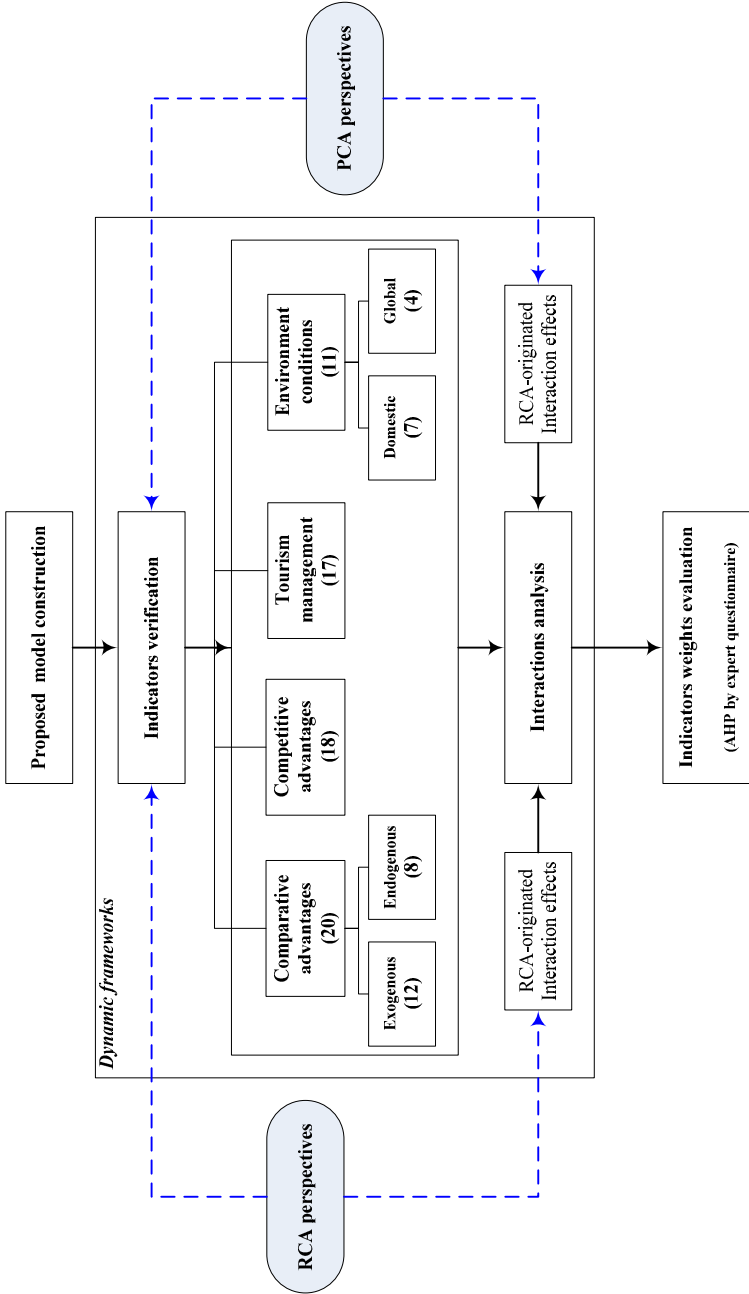 Proposed model construction
Dynamic frameworks
Indicators verification
RCA perspectives
PCA perspectives
Comparative
advantages
(20)
Competitive
advantages
(18)
Tourism
management
(17)
Environment
conditions
(11)
Exogenous
(12)
Endogenous
(8)
Domestic
(7)
Global
(4)
RCA-originated
Interaction effects
Interactions analysis
RCA-originated
Interaction effects
Indicators weights evaluation
(AHP by expert questionnaire)